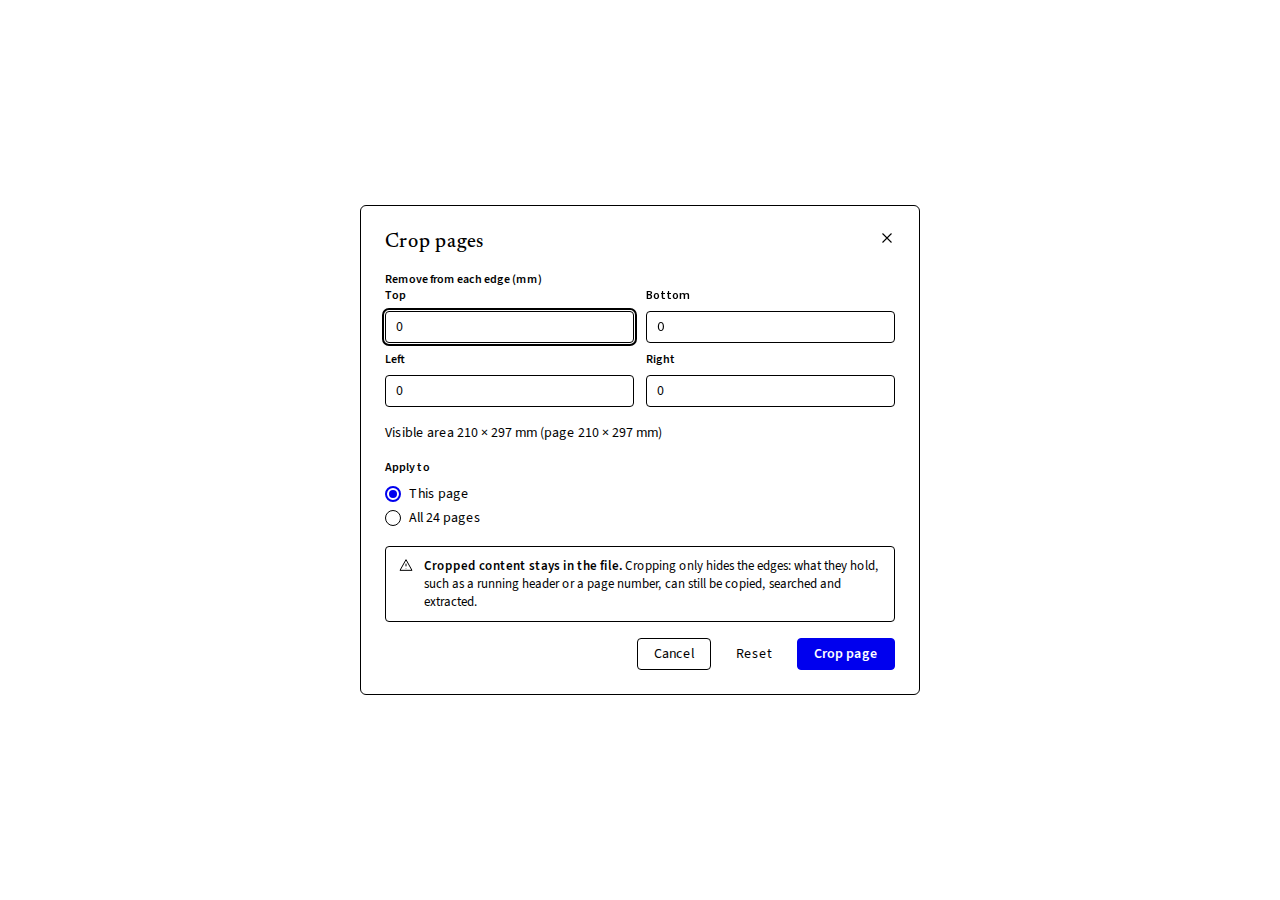 Crop pages
Remove from each edge (mm)
Top
Bottom
0
0
Left
Right
0
0
Visible area 210 × 297 mm (page 210 × 297 mm)
Apply to
This page
All 24 pages
Cropped content stays in the file. Cropping only hides the edges: what they hold,
such as a running header or a page number, can still be copied, searched and
extracted.
Cancel
Reset
Crop page